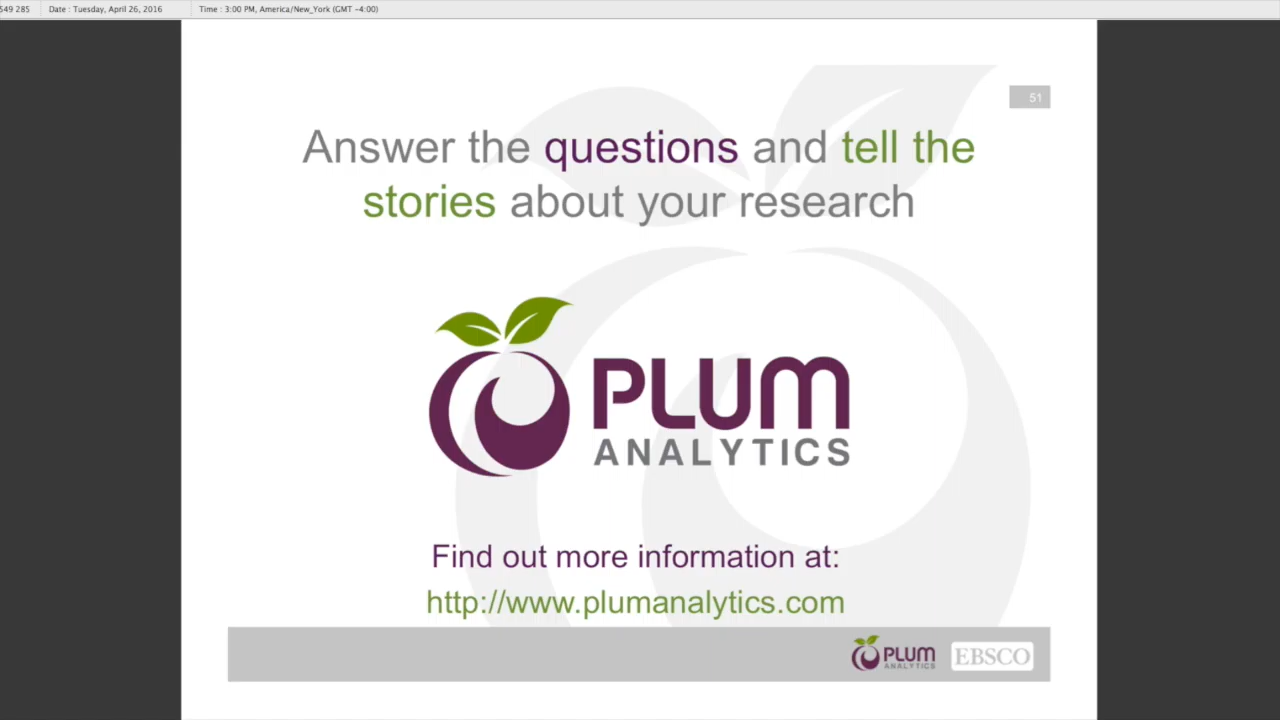 549 285 Date : Tuesday, April 26, 2016 Time : 3:00 PM, America/New_York (GMT -4:00)
51
Answer the questions and tell the
stories about your research
PLUM
ANALYTICS
Find out more information at:
http://www.plumanalytics.com
PLUM
ANALYTICS
EBSCO